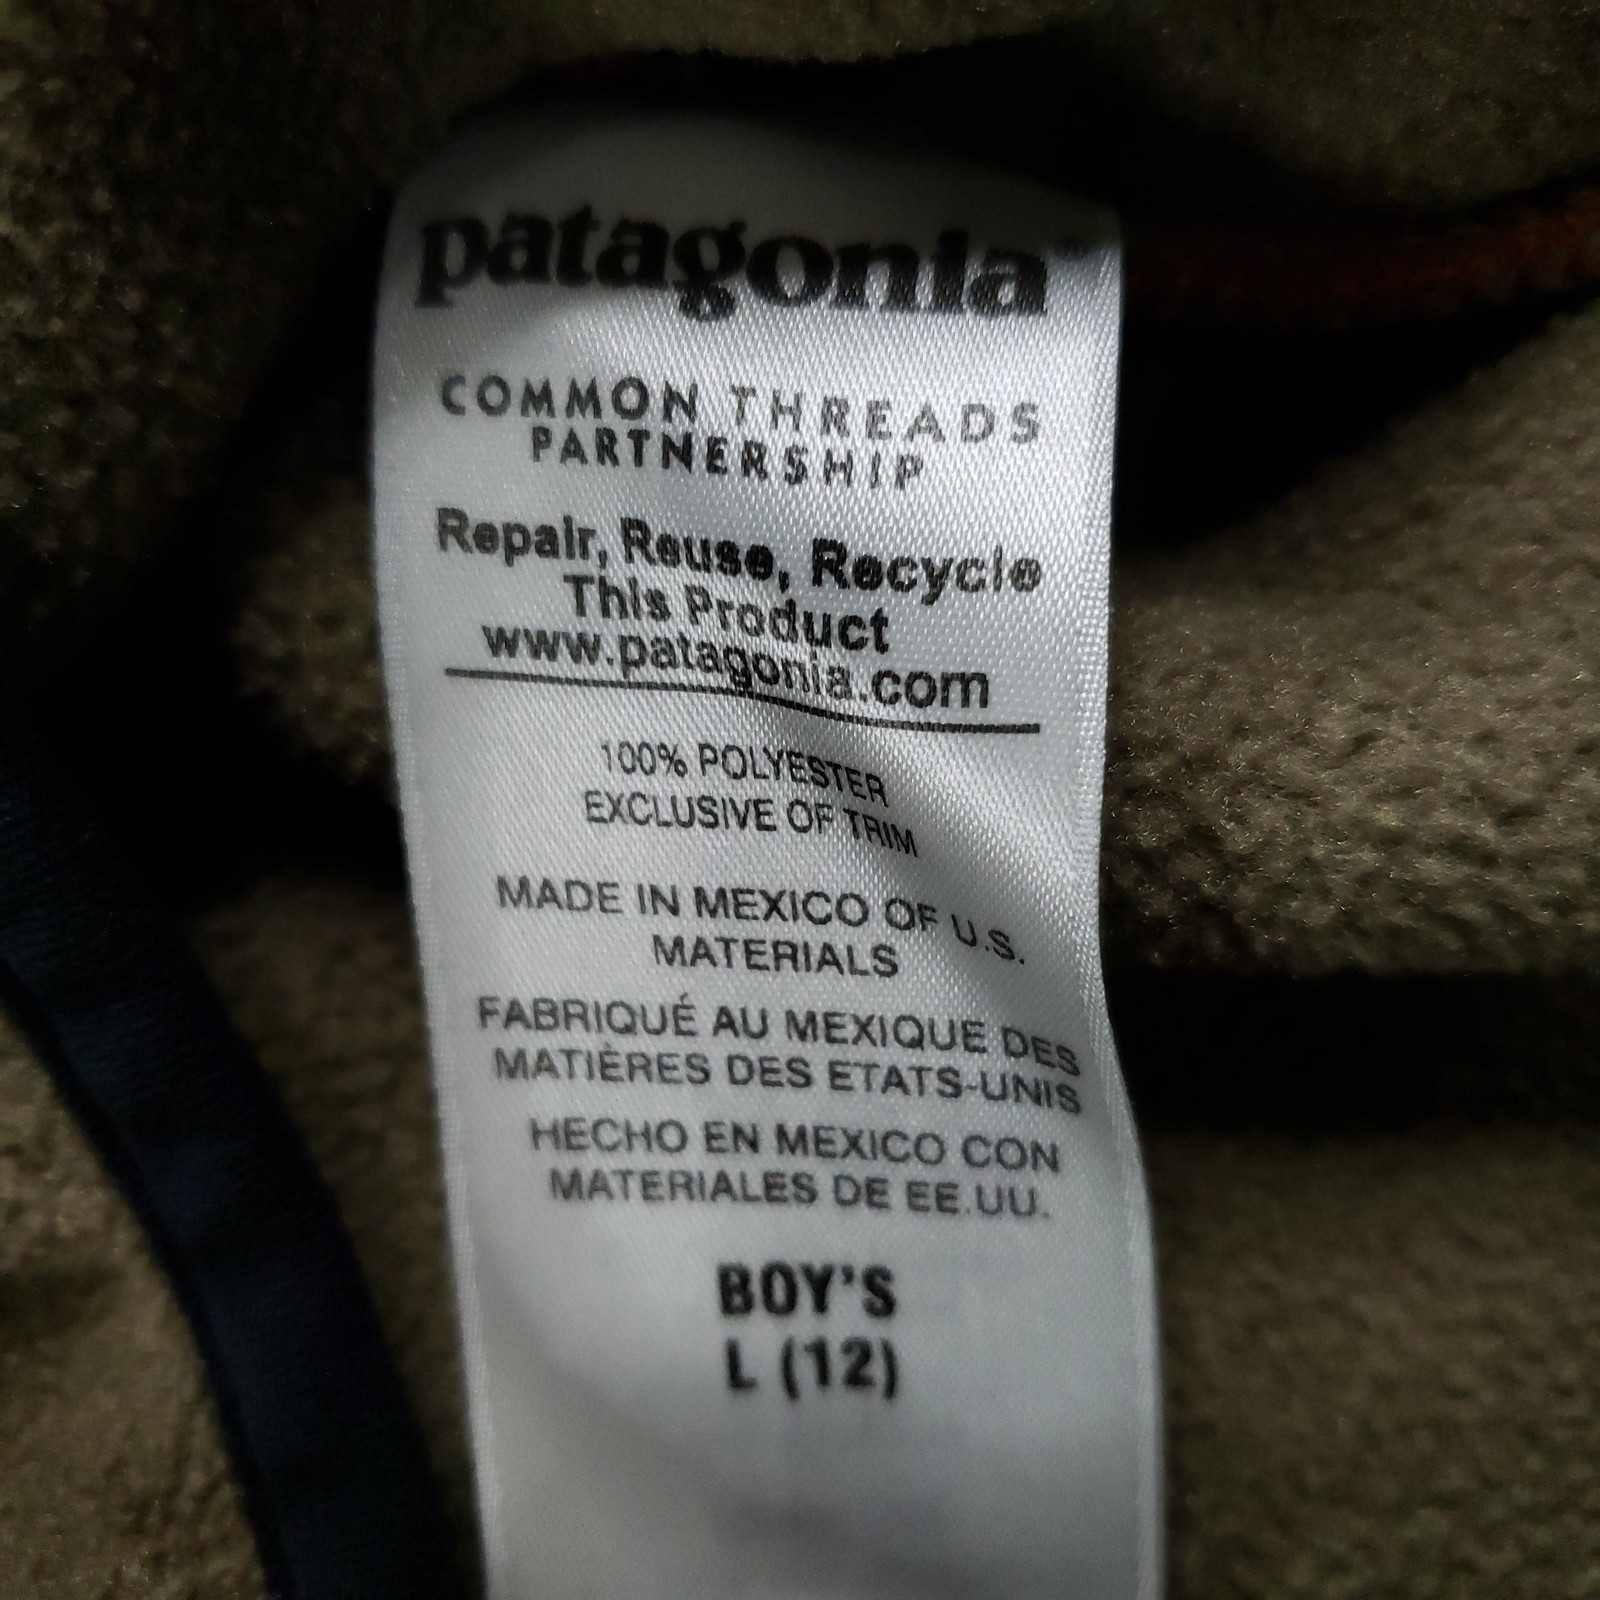 patagonia®
COMMON THREADS
PARTNERSHIP
Repair, Reuse, Recycle
This Product
www.patagonia.com
100% POLYESTER
EXCLUSIVE OF TRIM
MADE IN MEXICO OF U.S.
MATERIALS
FABRIQUÉ AU MEXIQUE DES
MATIÈRES DES ETATS-UNIS
HECHO EN MEXICO CON
MATERIALES DE EE.UU.
BOY'S
L (12)